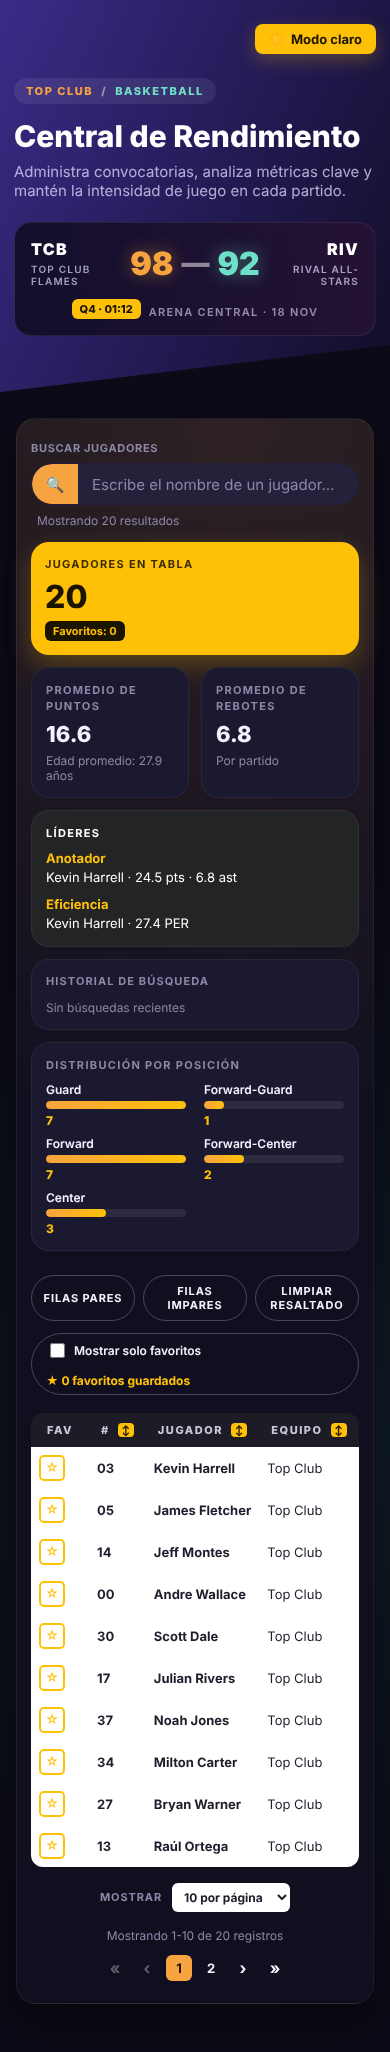 Modo claro
TOP CLUB / BASKETBALL
Central de Rendimiento
Administra convocatorias, analiza métricas clave y
mantén la intensidad de juego en cada partido.
TCB
TOP CLUB
FLAMES
98 — 92
RIV
RIVAL ALL-
STARS
Q4 · 01:12 ARENA CENTRAL · 18 NOV
BUSCAR JUGADORES
Escribe el nombre de un jugador...
Mostrando 20 resultados
JUGADORES EN TABLA
20
Favoritos: 0
PROMEDIO DE
PUNTOS
16.6
Edad promedio: 27.9
años
PROMEDIO DE
REBOTES
6.8
Por partido
LÍDERES
Anotador
Kevin Harrell · 24.5 pts · 6.8 ast
Eficiencia
Kevin Harrell · 27.4 PER
HISTORIAL DE BÚSQUEDA
Sin búsquedas recientes
DISTRIBUCIÓN POR POSICIÓN
Guard
7
Forward-Guard
1
Forward
7
Forward-Center
2
Center
3
FILAS PARES
FILAS
IMPARES
LIMPIAR
RESALTADO
Mostrar solo favoritos
★ 0 favoritos guardados
FAV # ↕ JUGADOR ↕ EQUIPO ↕
☆ 03 Kevin Harrell Top Club
☆ 05 James Fletcher Top Club
☆ 14 Jeff Montes Top Club
☆ 00 Andre Wallace Top Club
☆ 30 Scott Dale Top Club
☆ 17 Julian Rivers Top Club
☆ 37 Noah Jones Top Club
☆ 34 Milton Carter Top Club
☆ 27 Bryan Warner Top Club
☆ 13 Raúl Ortega Top Club
MOSTRAR 10 por página
Mostrando 1-10 de 20 registros
« ‹ 1 2 › »